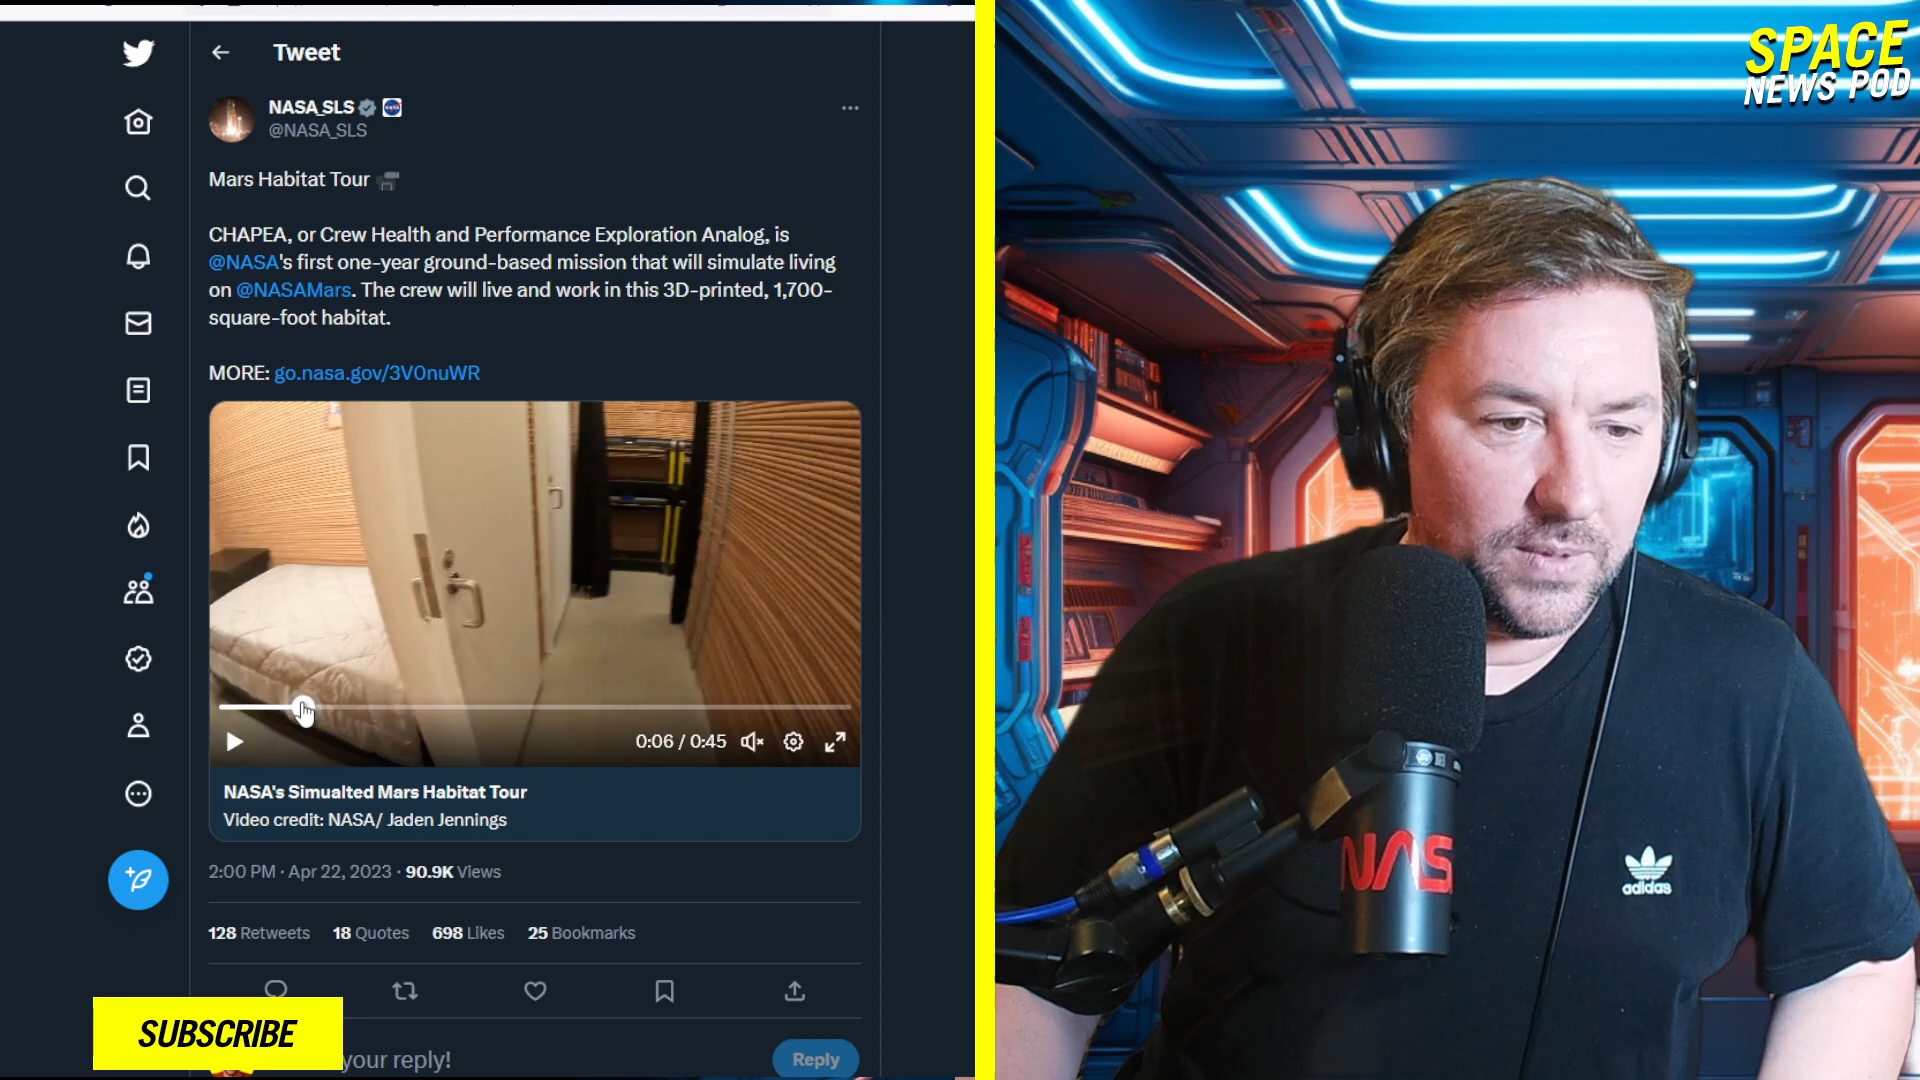 Tweet
NASA_SLS
@NASA_SLS
Mars Habitat Tour
CHAPEA, or Crew Health and Performance Exploration Analog, is
@NASA's first one-year ground-based mission that will simulate living
on @NASAMars. The crew will live and work in this 3D-printed, 1,700-
square-foot habitat.
MORE: go.nasa.gov/3V0nuWR
0:06 / 0:45
NASA's Simualted Mars Habitat Tour
Video credit: NASA/ Jaden Jennings
2:00 PM · Apr 22, 2023 · 90.9K Views
128 Retweets 18 Quotes 698 Likes 25 Bookmarks
your reply!
Reply
SUBSCRIBE
SPACE
NEWS POD
NAS
adidas